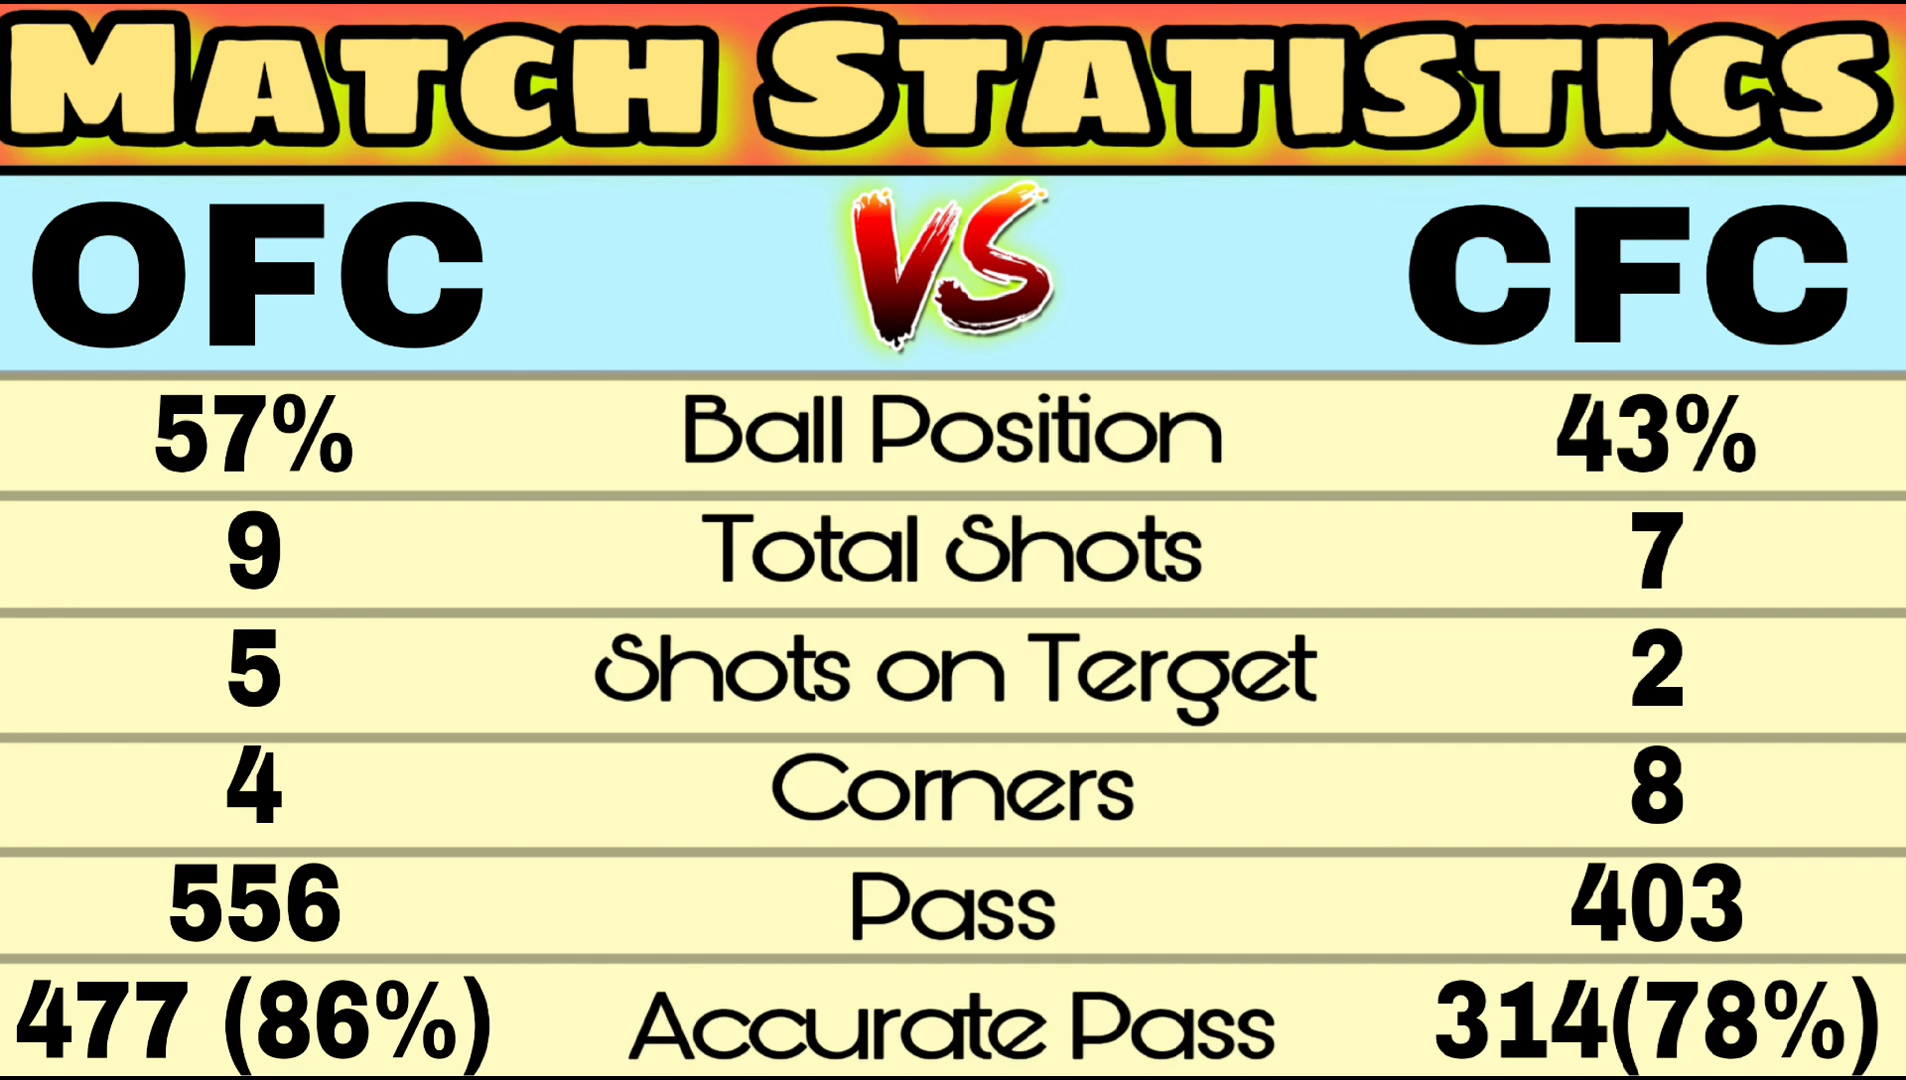 MATCH STATISTICS
OFC VS CFC
57% Ball Position 43%
9 Total Shots 7
5 Shots on Terget 2
4 Corners 8
556 Pass 403
477 (86%) Accurate Pass 314(78%)